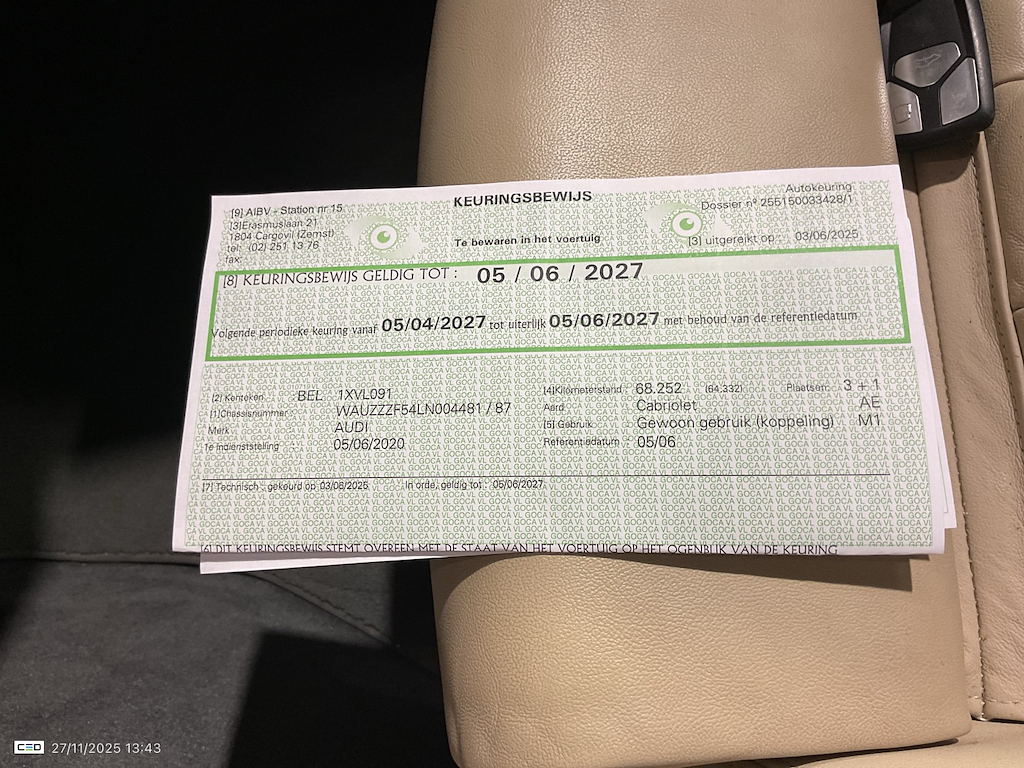 KEURINGSBEWIJS
Te bewaren in het voertuig
[9] AIBV - Station nr 15
[3]Erasmuslaan 21
1804 Cargovil (Zemst)
tel: (02) 251 13 76
fax:
Autokeuring
Dossier nº 255150033428/1
[3] uitgereikt op : 03/06/2025
[8] KEURINGSBEWIJS GELDIG TOT : 05 / 06 / 2027
Volgende periodieke keuring vanaf 05/04/2027 tot uiterlijk 05/06/2027 met behoud van de referentiedatum
[2] Kenteken : BEL 1XVL091
[1]Chassisnummer : WAUZZZF54LN004481 / 87
Merk AUDI
1e indienststelling 05/06/2020
[4]Kilometerstand : 68.252 (64.332) Plaatsen: 3 + 1
Aard : Cabriolet AE
[5] Gebruik : Gewoon gebruik (koppeling) M1
Referentiedatum : 05/06
[7] Technisch : gekeurd op 03/06/2025 In orde, geldig tot : 05/06/2027
[6] DIT KEURINGSBEWIJS STEMT OVEREEN MET DE STAAT VAN HET VOERTUIG OP HET OGENBLIK VAN DE KEURING
GOCA VL
CEO 27/11/2025 13:43